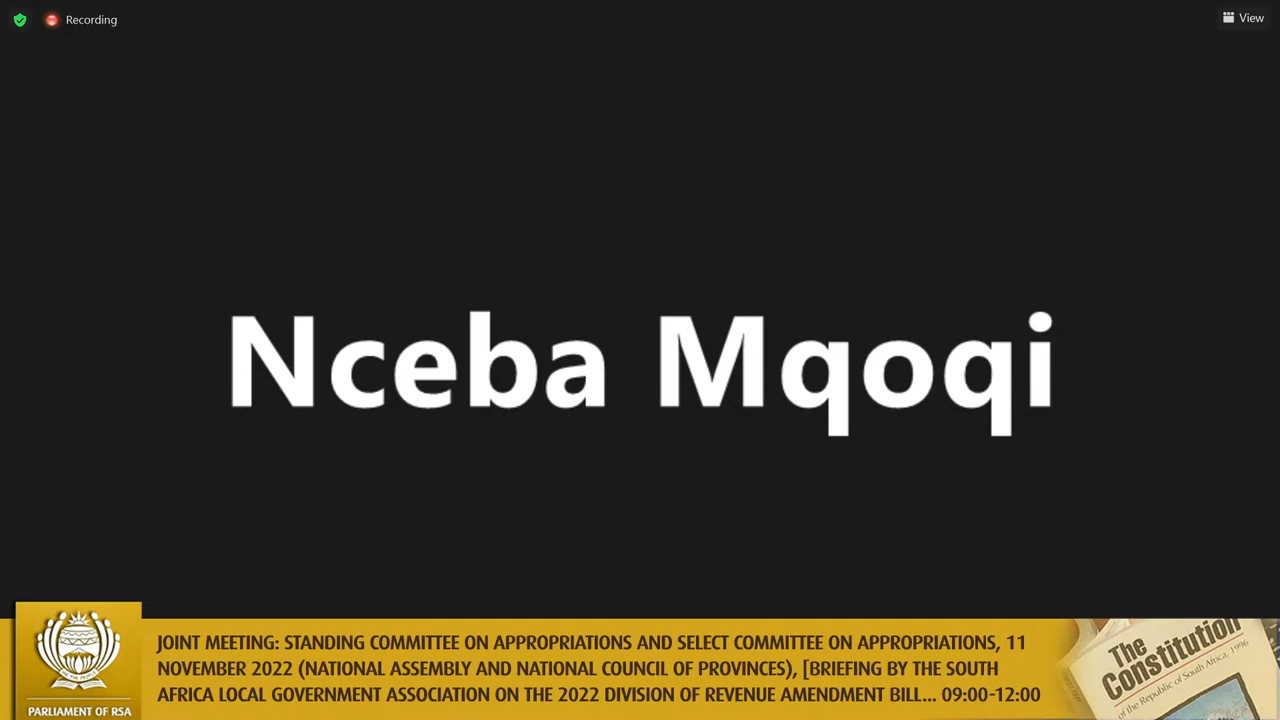 Recording
View
Nceba Mqoqi
JOINT MEETING: STANDING COMMITTEE ON APPROPRIATIONS AND SELECT COMMITTEE ON APPROPRIATIONS, 11
NOVEMBER 2022 (NATIONAL ASSEMBLY AND NATIONAL COUNCIL OF PROVINCES), [BRIEFING BY THE SOUTH
AFRICA LOCAL GOVERNMENT ASSOCIATION ON THE 2022 DIVISION OF REVENUE AMENDMENT BILL... 09:00-12:00
PARLIAMENT OF RSA
The
Constitution
of the Republic of South Africa, 1996